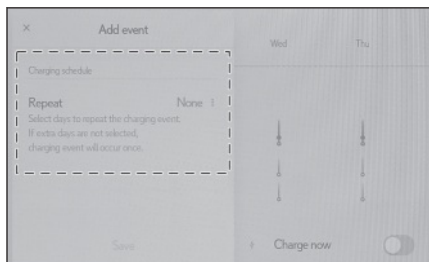 × Add event
Wed Thu
Charging schedule
Repeat None
Select days to repeat the charging event.
If extra days are not selected,
charging event will occur once.
Save
Charge now